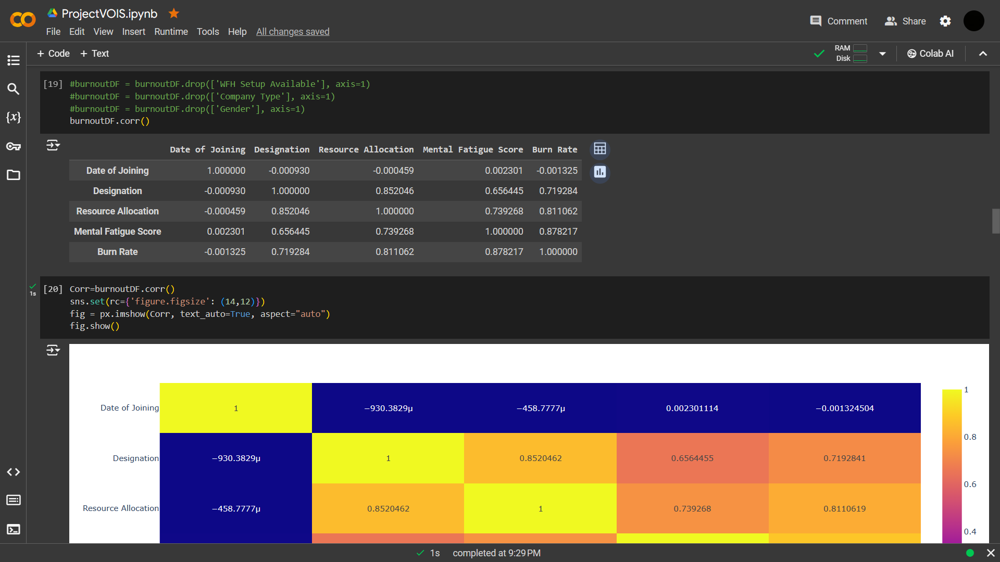 ProjectVOIS.ipynb
File Edit View Insert Runtime Tools Help All changes saved
Comment Share
+ Code + Text
RAM
Disk
Colab AI
{x}
[19] #burnoutDF = burnoutDF.drop(['WFH Setup Available'], axis=1)
#burnoutDF = burnoutDF.drop(['Company Type'], axis=1)
#burnoutDF = burnoutDF.drop(['Gender'], axis=1)
burnoutDF.corr()
Date of Joining Designation Resource Allocation Mental Fatigue Score Burn Rate
Date of Joining 1.000000 -0.000930 -0.000459 0.002301 -0.001325
Designation -0.000930 1.000000 0.852046 0.656445 0.719284
Resource Allocation -0.000459 0.852046 1.000000 0.739268 0.811062
Mental Fatigue Score 0.002301 0.656445 0.739268 1.000000 0.878217
Burn Rate -0.001325 0.719284 0.811062 0.878217 1.000000
1s
[20] Corr=burnoutDF.corr()
sns.set(rc={'figure.figsize': (14,12)})
fig = px.imshow(Corr, text_auto=True, aspect="auto")
fig.show()
1
Date of Joining 1 −930.3829μ −458.7777μ 0.002301114 −0.001324504
0.8
Designation −930.3829μ 1 0.8520462 0.6564455 0.7192841
0.6
Resource Allocation −458.7777μ 0.8520462 1 0.739268 0.8110619
0.4
1s completed at 9:29 PM